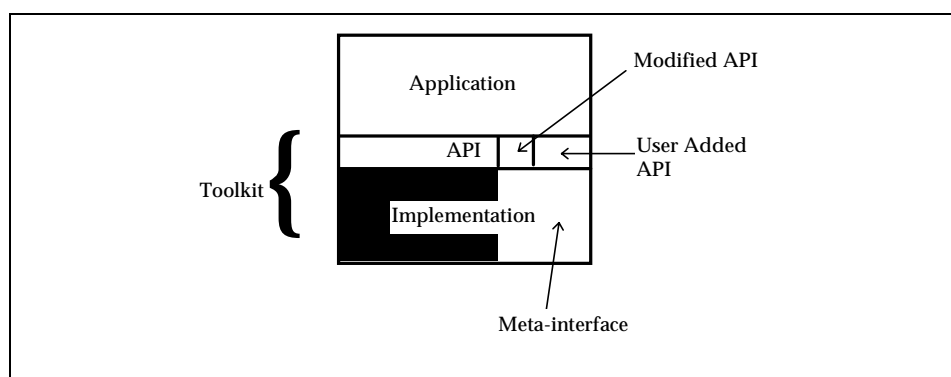 Application
Modified API
API
User Added
API
Toolkit
Implementation
Meta-interface